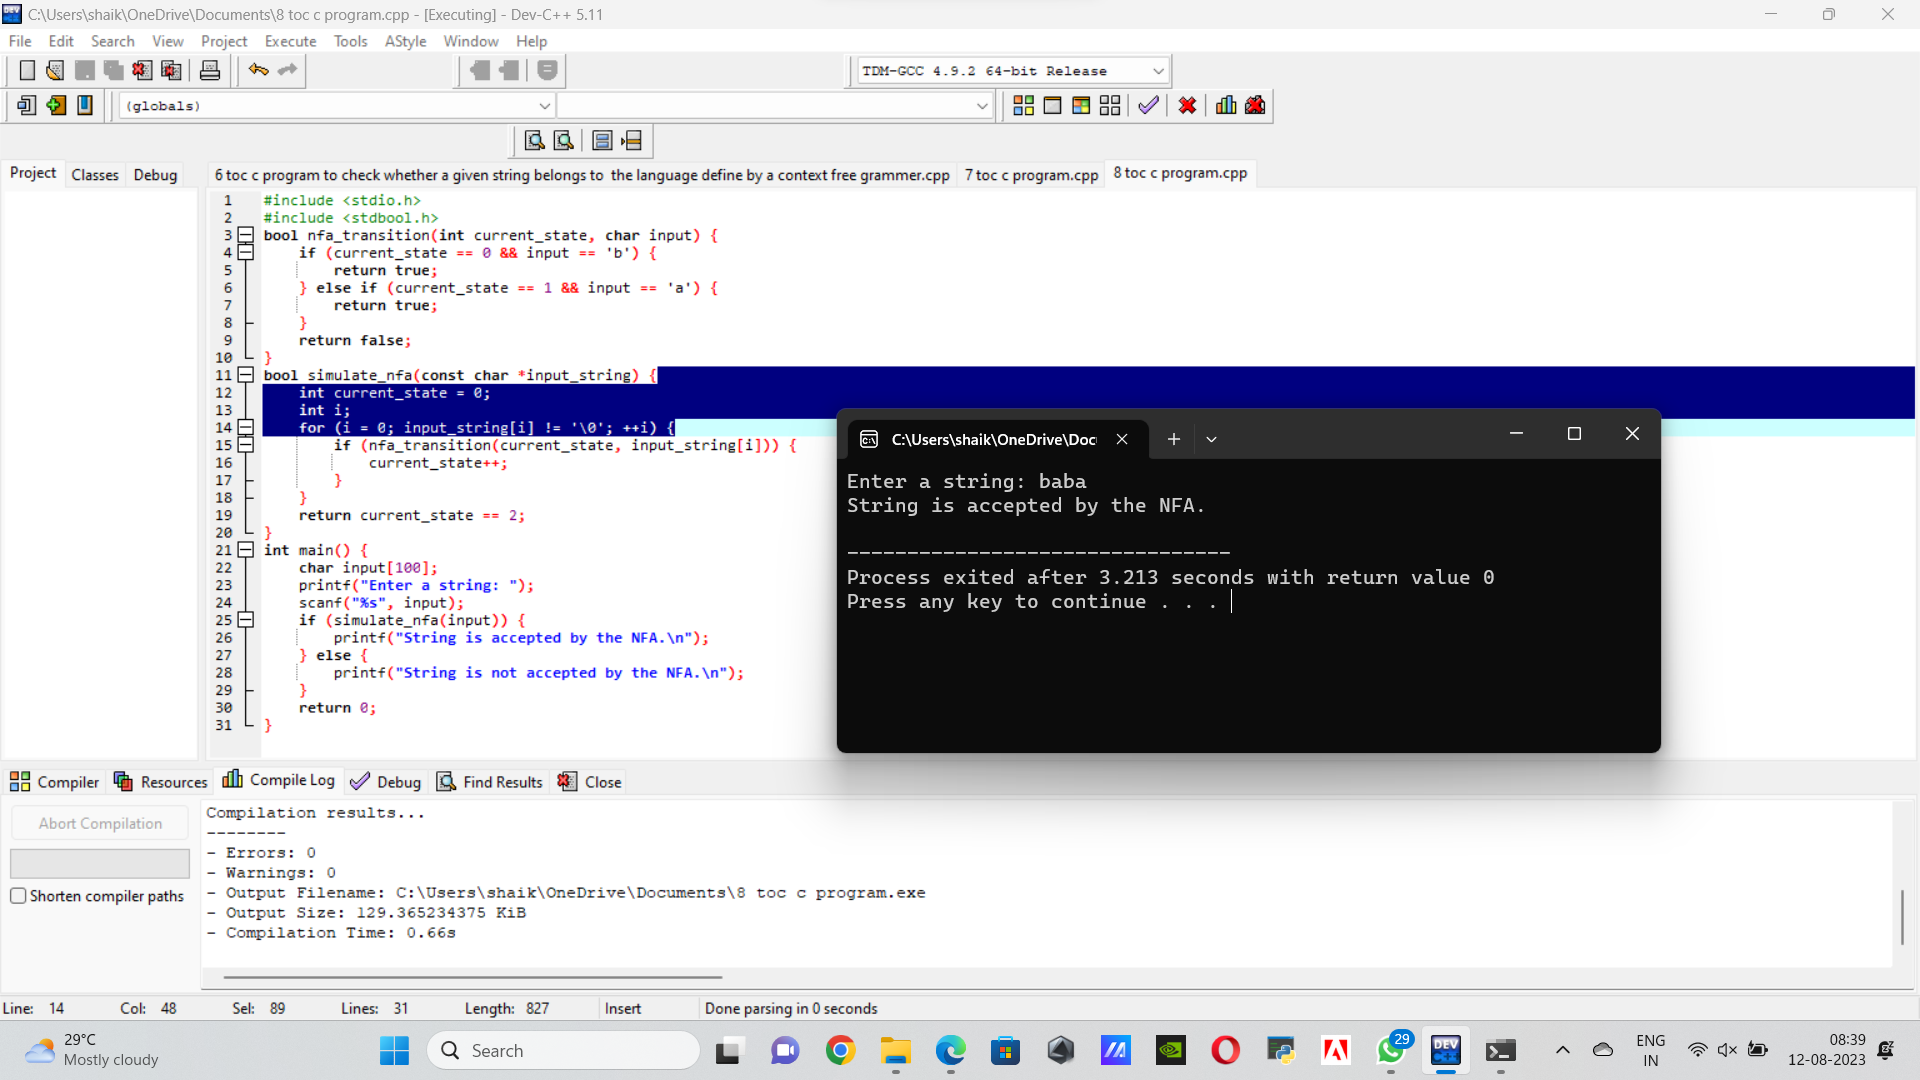 C:\Users\shaik\OneDrive\Documents\8 toc c program.cpp - [Executing] - Dev-C++ 5.11
File Edit Search View Project Execute Tools AStyle Window Help
TDM-GCC 4.9.2 64-bit Release
(globals)
Project Classes Debug
6 toc c program to check whether a given string belongs to the language define by a context free grammer.cpp 7 toc c program.cpp 8 toc c program.cpp
1 #include <stdio.h>
2 #include <stdbool.h>
3 bool nfa_transition(int current_state, char input) {
4 if (current_state == 0 && input == 'b') {
5 return true;
6 } else if (current_state == 1 && input == 'a') {
7 return true;
8 }
9 return false;
10 }
11 bool simulate_nfa(const char *input_string) {
12 int current_state = 0;
13 int i;
14 for (i = 0; input_string[i] != '\0'; ++i) {
15 if (nfa_transition(current_state, input_string[i])) {
16 current_state++;
17 }
18 }
19 return current_state == 2;
20 }
21 int main() {
22 char input[100];
23 printf("Enter a string: ");
24 scanf("%s", input);
25 if (simulate_nfa(input)) {
26 printf("String is accepted by the NFA.\n");
27 } else {
28 printf("String is not accepted by the NFA.\n");
29 }
30 return 0;
31 }
C:\Users\shaik\OneDrive\Doc
Enter a string: baba
String is accepted by the NFA.
--------------------------------
Process exited after 3.213 seconds with return value 0
Press any key to continue . . .
Compiler Resources Compile Log Debug Find Results Close
Abort Compilation
Shorten compiler paths
Compilation results...
--------
- Errors: 0
- Warnings: 0
- Output Filename: C:\Users\shaik\OneDrive\Documents\8 toc c program.exe
- Output Size: 129.365234375 KiB
- Compilation Time: 0.66s
Line: 14 Col: 48 Sel: 89 Lines: 31 Length: 827 Insert Done parsing in 0 seconds
29°C
Mostly cloudy
Search
29
DEV
C++
ENG
IN
08:39
12-08-2023